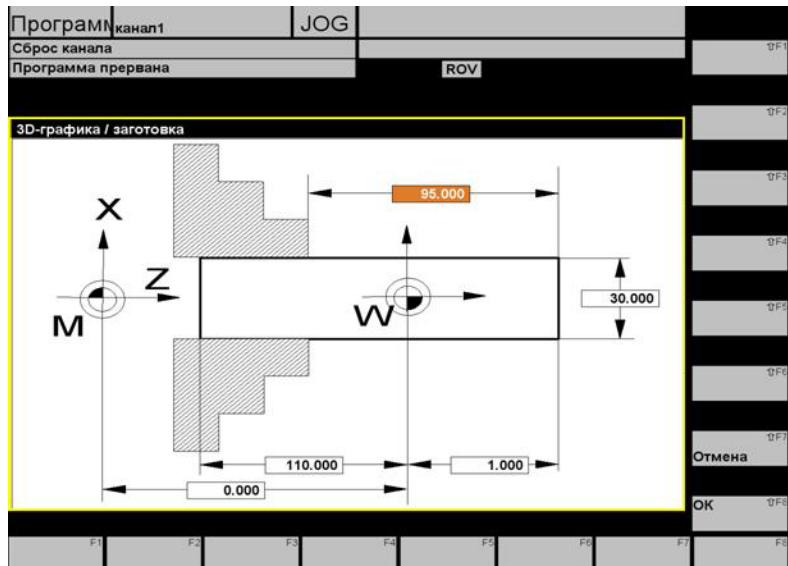 Програми канал1 JOG
Сброс канала
Программа прервана ROV
⇧F1
⇧F2
3D-графика / заготовка
⇧F3
95.000
X
⇧F4
Z
W
30.000
⇧F5
M
⇧F6
⇧F7
Отмена
110.000 1.000
0.000
OK ⇧F8
F1 F2 F3 F4 F5 F6 F7 F8